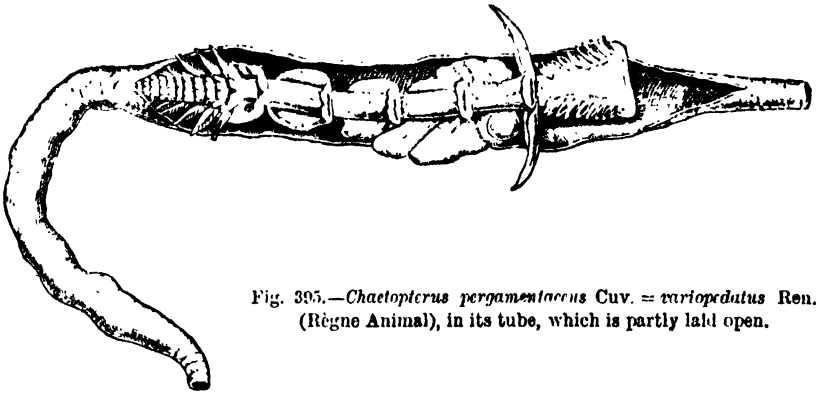 Fig. 395.—Chaetopterus pergamentaceus Cuv. = variopedatus Ren.
(Règne Animal), in its tube, which is partly laid open.